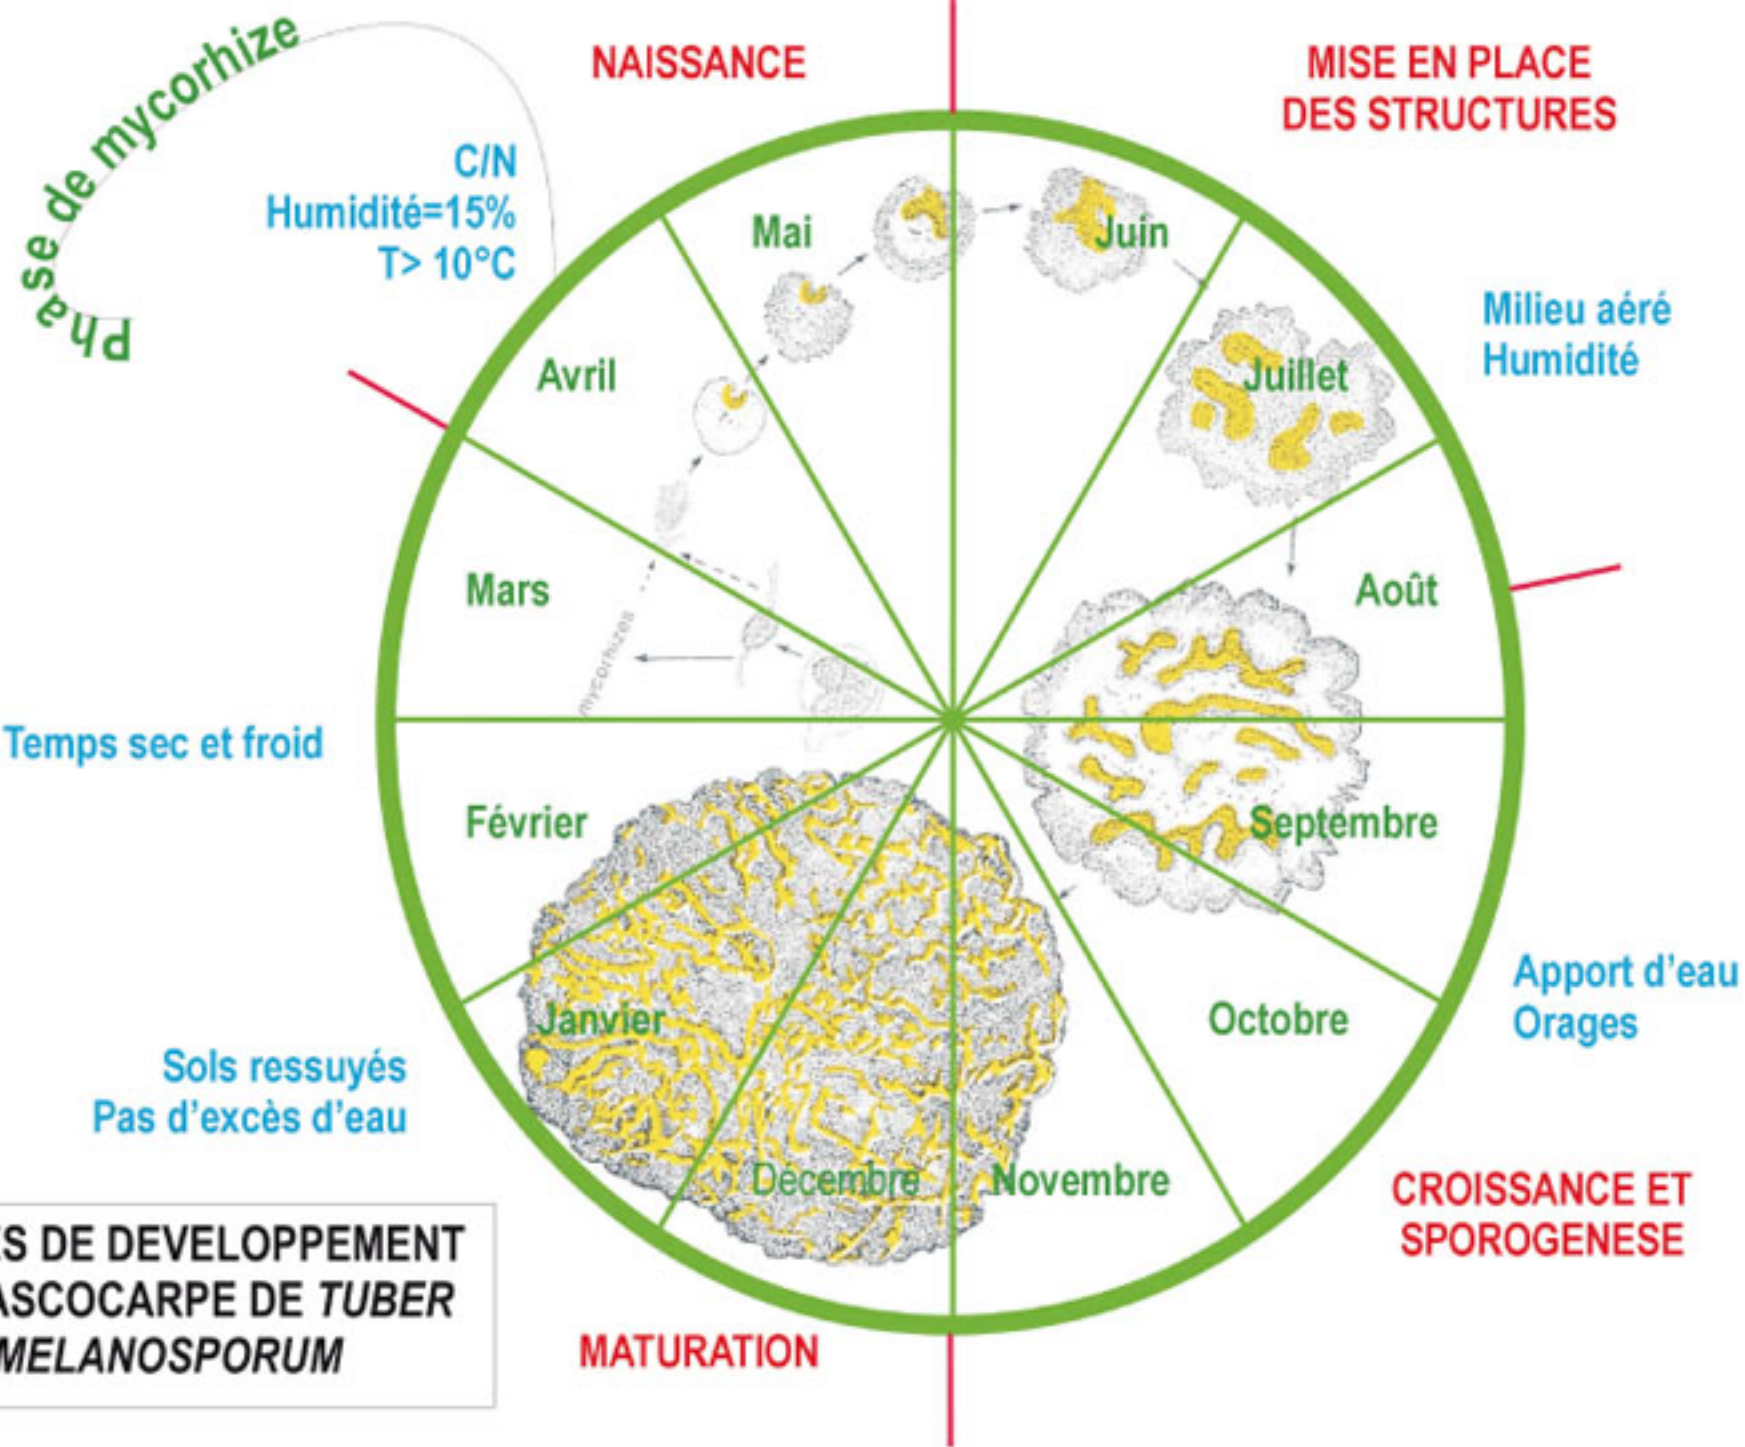 Phase de mycorhize
NAISSANCE
MISE EN PLACE
DES STRUCTURES
C/N
Humidité=15%
T> 10°C
Mai
Juin
Avril
Juillet
Milieu aéré
Humidité
Mars
Août
mycorhizes
Temps sec et froid
Février
Septembre
Janvier
Octobre
Apport d'eau
Orages
Sols ressuyés
Pas d'excès d'eau
Décembre
Novembre
CROISSANCE ET
SPOROGENESE
DE DEVELOPPEMENT
ASCOCARPE DE TUBER
MELANOSPORUM
MATURATION